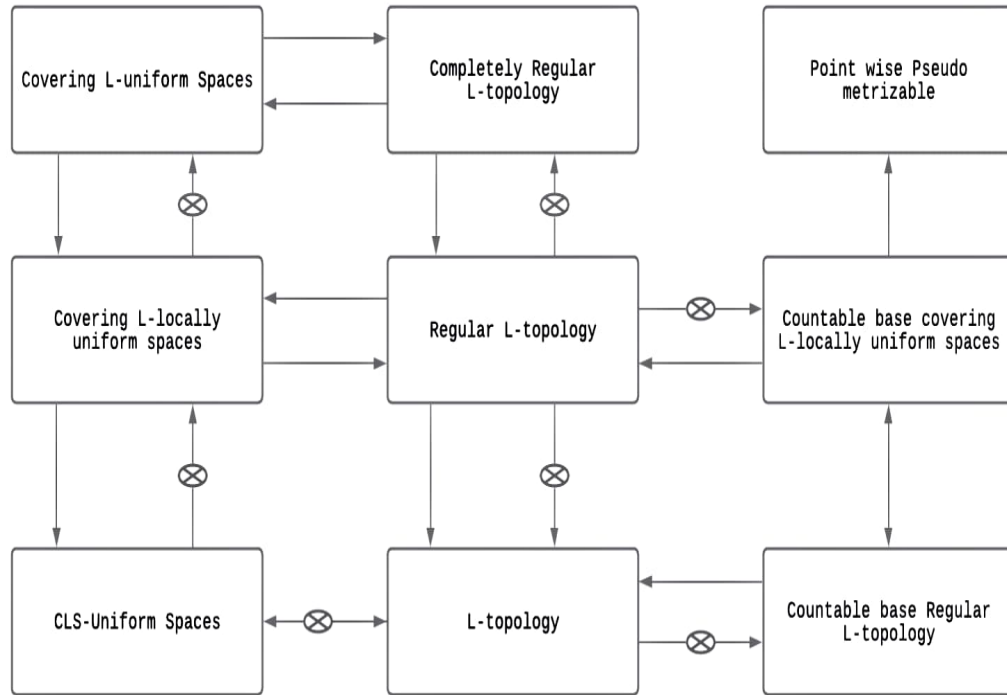 Covering L-uniform Spaces
Completely Regular
L-topology
Point wise Pseudo
metrizable
Covering L-locally
uniform spaces
Regular L-topology
Countable base covering
L-locally uniform spaces
CLS-Uniform Spaces
L-topology
Countable base Regular
L-topology